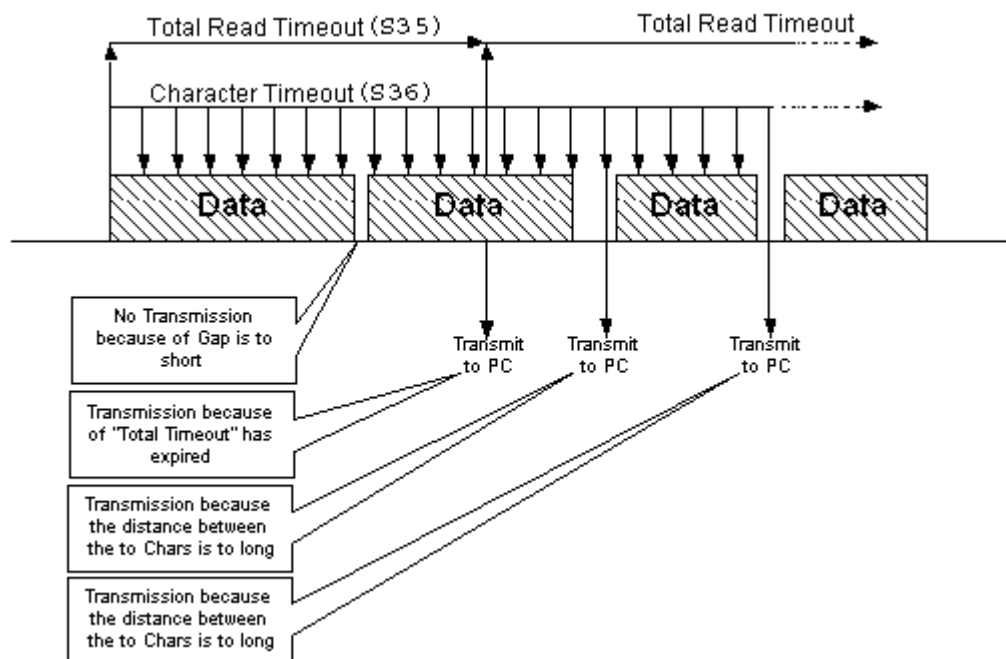 Total Read Timeout (S35)
Total Read Timeout
Character Timeout (S36)
Data
Data
Data
Data
No Transmission
because of Gap is to
short
Transmit
to PC
Transmit
to PC
Transmit
to PC
Transmission because
of "Total Timeout" has
expired
Transmission because
the distance between
the to Chars is to long
Transmission because
the distance between
the to Chars is to long